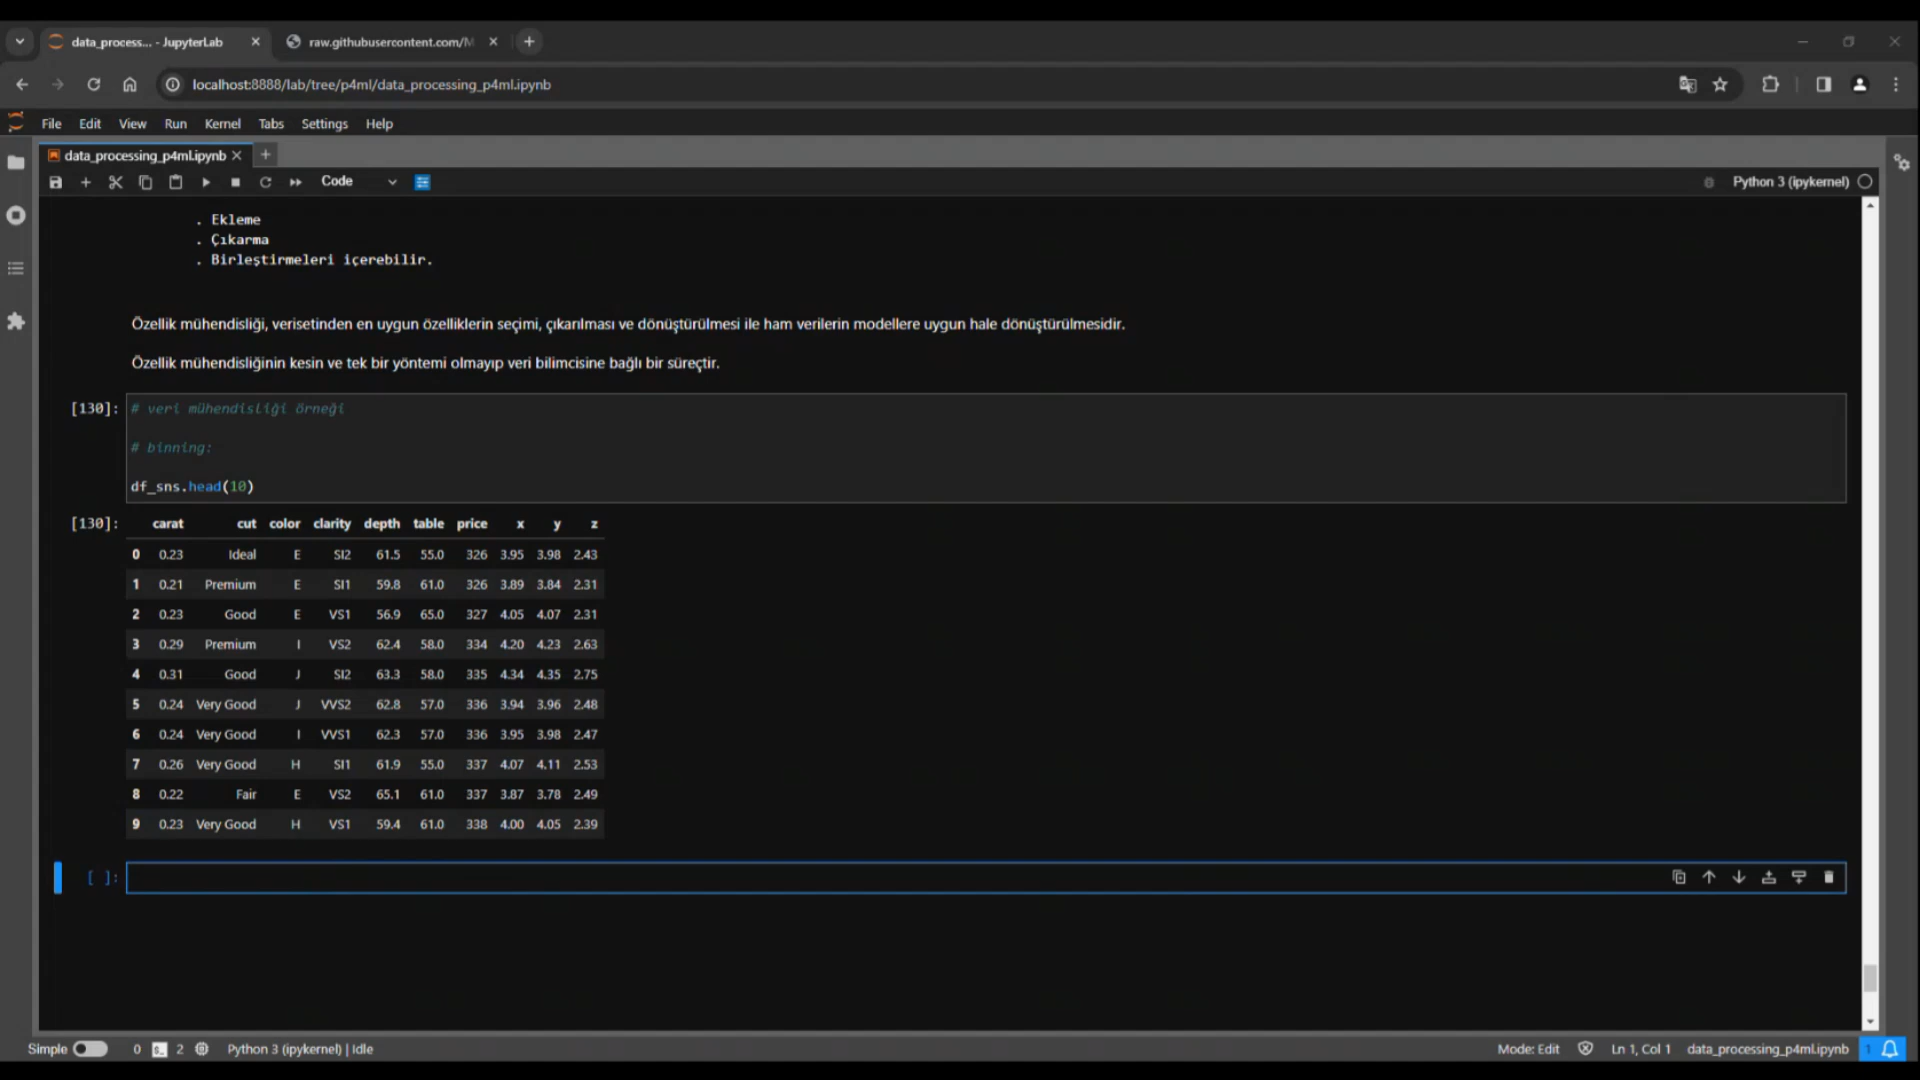 data_process... - JupyterLab
raw.githubusercontent.com/M
localhost:8888/lab/tree/p4ml/data_processing_p4ml.ipynb
File Edit View Run Kernel Tabs Settings Help
data_processing_p4ml.ipynb
Code
Python 3 (ipykernel)
. Ekleme
. Çıkarma
. Birleştirmeleri içerebilir.
Özellik mühendisliği, verisetinden en uygun özelliklerin seçimi, çıkarılması ve dönüştürülmesi ile ham verilerin modellere uygun hale dönüştürülmesidir.
Özellik mühendisliğinin kesin ve tek bir yöntemi olmayıp veri bilimcisine bağlı bir süreçtir.
[130]: # veri mühendisliği örneği
# binning:
df_sns.head(10)
[130]: carat cut color clarity depth table price x y z
0 0.23 Ideal E SI2 61.5 55.0 326 3.95 3.98 2.43
1 0.21 Premium E SI1 59.8 61.0 326 3.89 3.84 2.31
2 0.23 Good E VS1 56.9 65.0 327 4.05 4.07 2.31
3 0.29 Premium I VS2 62.4 58.0 334 4.20 4.23 2.63
4 0.31 Good J SI2 63.3 58.0 335 4.34 4.35 2.75
5 0.24 Very Good J VVS2 62.8 57.0 336 3.94 3.96 2.48
6 0.24 Very Good I VVS1 62.3 57.0 336 3.95 3.98 2.47
7 0.26 Very Good H SI1 61.9 55.0 337 4.07 4.11 2.53
8 0.22 Fair E VS2 65.1 61.0 337 3.87 3.78 2.49
9 0.23 Very Good H VS1 59.4 61.0 338 4.00 4.05 2.39
[ ]:
Simple 0 2 Python 3 (ipykernel) | Idle
Mode: Edit Ln 1, Col 1 data_processing_p4ml.ipynb 1